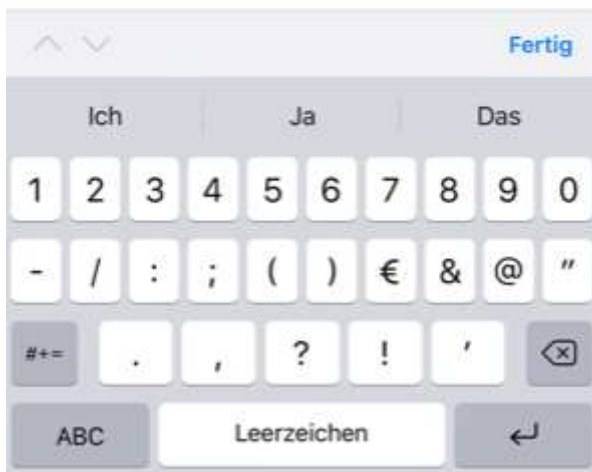 Fertig
Ich Ja Das
1 2 3 4 5 6 7 8 9 0
- / : ; ( ) € & @ "
#+= . , ? ! '
ABC Leerzeichen